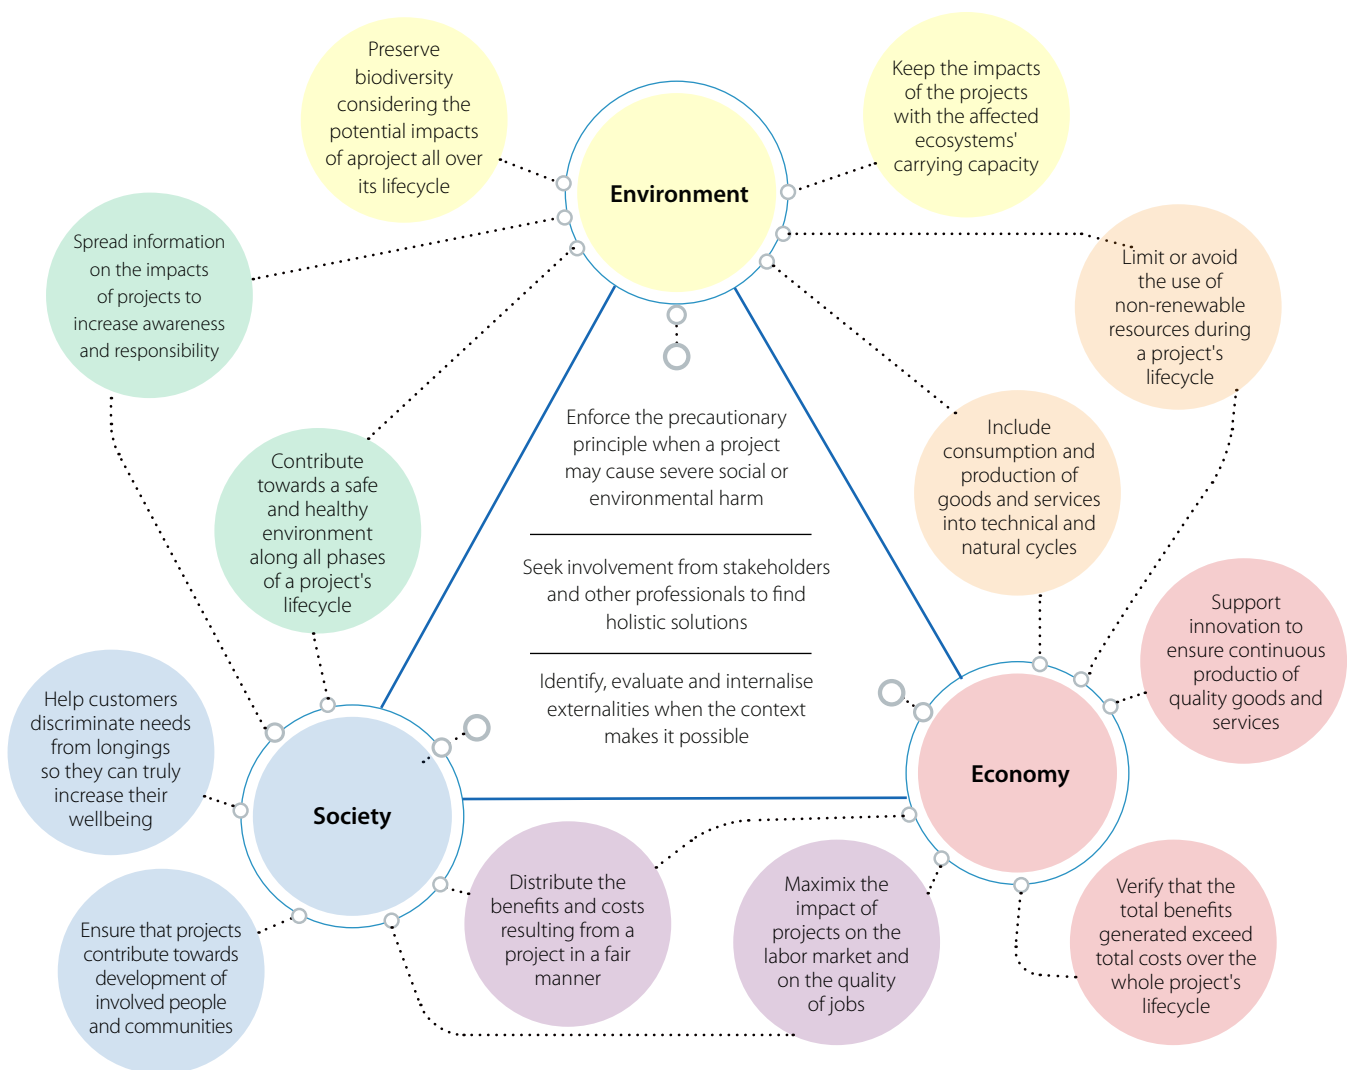 Preserve
biodiversity
considering the
potential impacts
of aproject all over
its lifecycle
Keep the impacts
of the projects
with the affected
ecosystems'
carrying capacity
Environment
Spread information
on the impacts
of projects to
increase awareness
and responsibility
Limit or avoid
the use of
non-renewable
resources during
a project's
lifecycle
Contribute
towards a safe
and healthy
environment
along all phases
of a project's
lifecycle
Enforce the precautionary
principle when a project
may cause severe social or
environmental harm
Seek involvement from stakeholders
and other professionals to find
holistic solutions
Identify, evaluate and internalise
externalities when the context
makes it possible
Include
consumption and
production of
goods and services
into technical and
natural cycles
Support
innovation to
ensure continuous
productio of
quality goods and
services
Help customers
discriminate needs
from longings
so they can truly
increase their
wellbeing
Society
Economy
Ensure that projects
contribute towards
development of
involved people
and communities
Distribute the
benefits and costs
resulting from a
project in a fair
manner
Maximix the
impact of
projects on the
labor market and
on the quality
of jobs
Verify that the
total benefits
generated exceed
total costs over the
whole project's
lifecycle